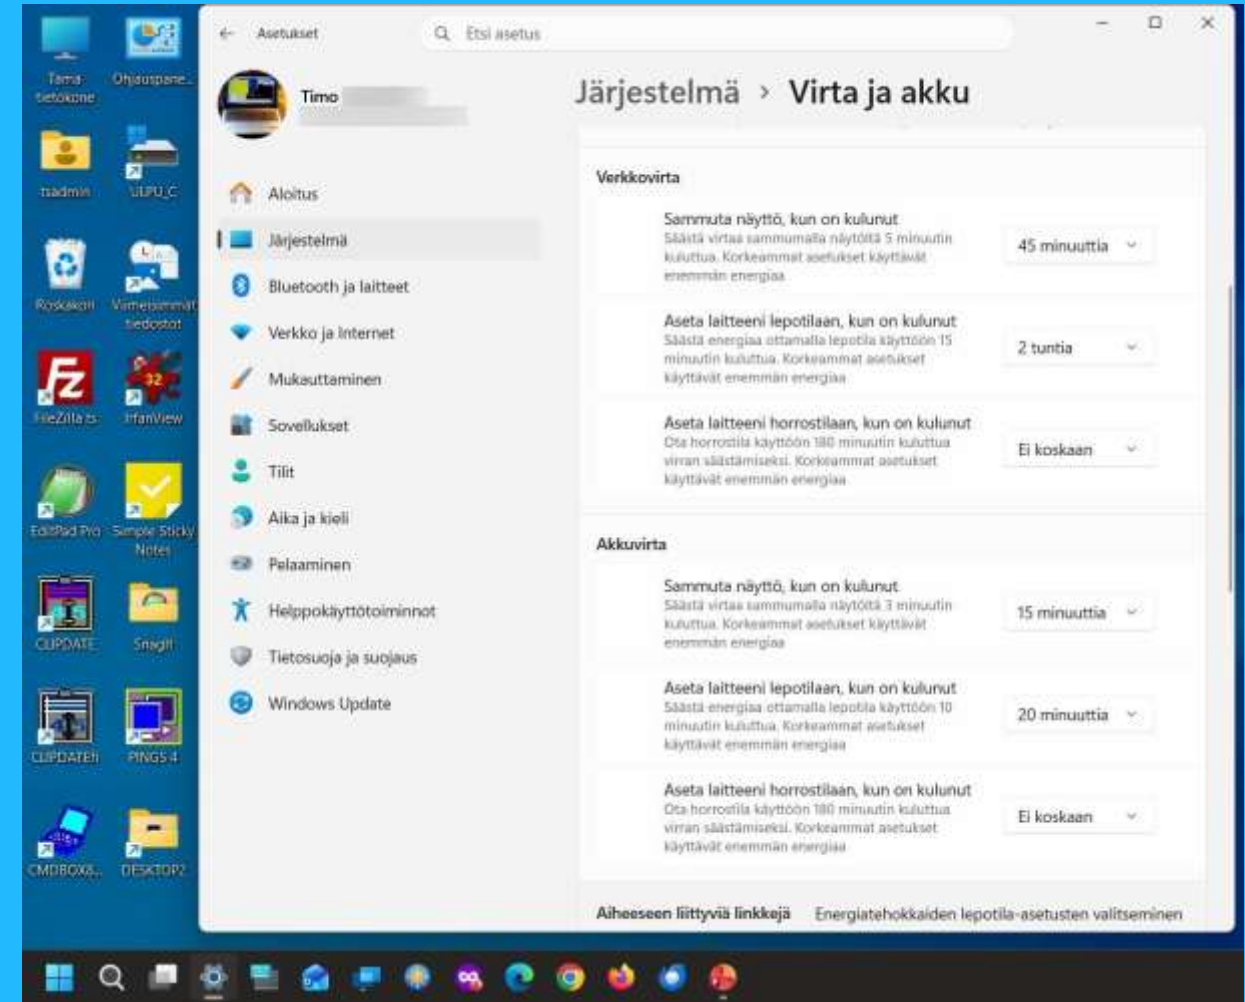 Tämä
tietokone
Ohjauspane...
tsadmin
ULPU_C
Roskakori
Viimeisimmät
tiedostot
FileZilla ts
IrfanView
EditPad Pro
Simple Sticky
Notes
CLIPDATE
SnagIt
CLIPDATEfi
PINGS 4
DESKTOP2
Asetukset
Etsi asetus
Timo
Aloitus
Järjestelmä
Bluetooth ja laitteet
Verkko ja Internet
Mukauttaminen
Sovellukset
Tilit
Aika ja kieli
Pelaaminen
Helppokäyttötoiminnot
Tietosuoja ja suojaus
Windows Update
Järjestelmä › Virta ja akku
Verkkovirta
Sammuta näyttö, kun on kulunut
Säästä virtaa sammumalla näytöltä 5 minuutin
kuluttua. Korkeammat asetukset käyttävät
enemmän energiaa
45 minuuttia
Aseta laitteeni lepotilaan, kun on kulunut
Säästä energiaa ottamalla lepotila käyttöön 15
minuutin kuluttua. Korkeammat asetukset
käyttävät enemmän energiaa
2 tuntia
Aseta laitteeni horrostilaan, kun on kulunut
Ota horrostila käyttöön 180 minuutin kuluttua
virran säästämiseksi. Korkeammat asetukset
käyttävät enemmän energiaa
Ei koskaan
Akkuvirta
Sammuta näyttö, kun on kulunut
Säästä virtaa sammumalla näytöltä 3 minuutin
kuluttua. Korkeammat asetukset käyttävät
enemmän energiaa
15 minuuttia
Aseta laitteeni lepotilaan, kun on kulunut
Säästä energiaa ottamalla lepotila käyttöön 10
minuutin kuluttua. Korkeammat asetukset
käyttävät enemmän energiaa
20 minuuttia
Aseta laitteeni horrostilaan, kun on kulunut
Ota horrostila käyttöön 180 minuutin kuluttua
virran säästämiseksi. Korkeammat asetukset
käyttävät enemmän energiaa
Ei koskaan
Aiheeseen liittyviä linkkejä Energiatehokkaiden lepotila-asetusten valitseminen